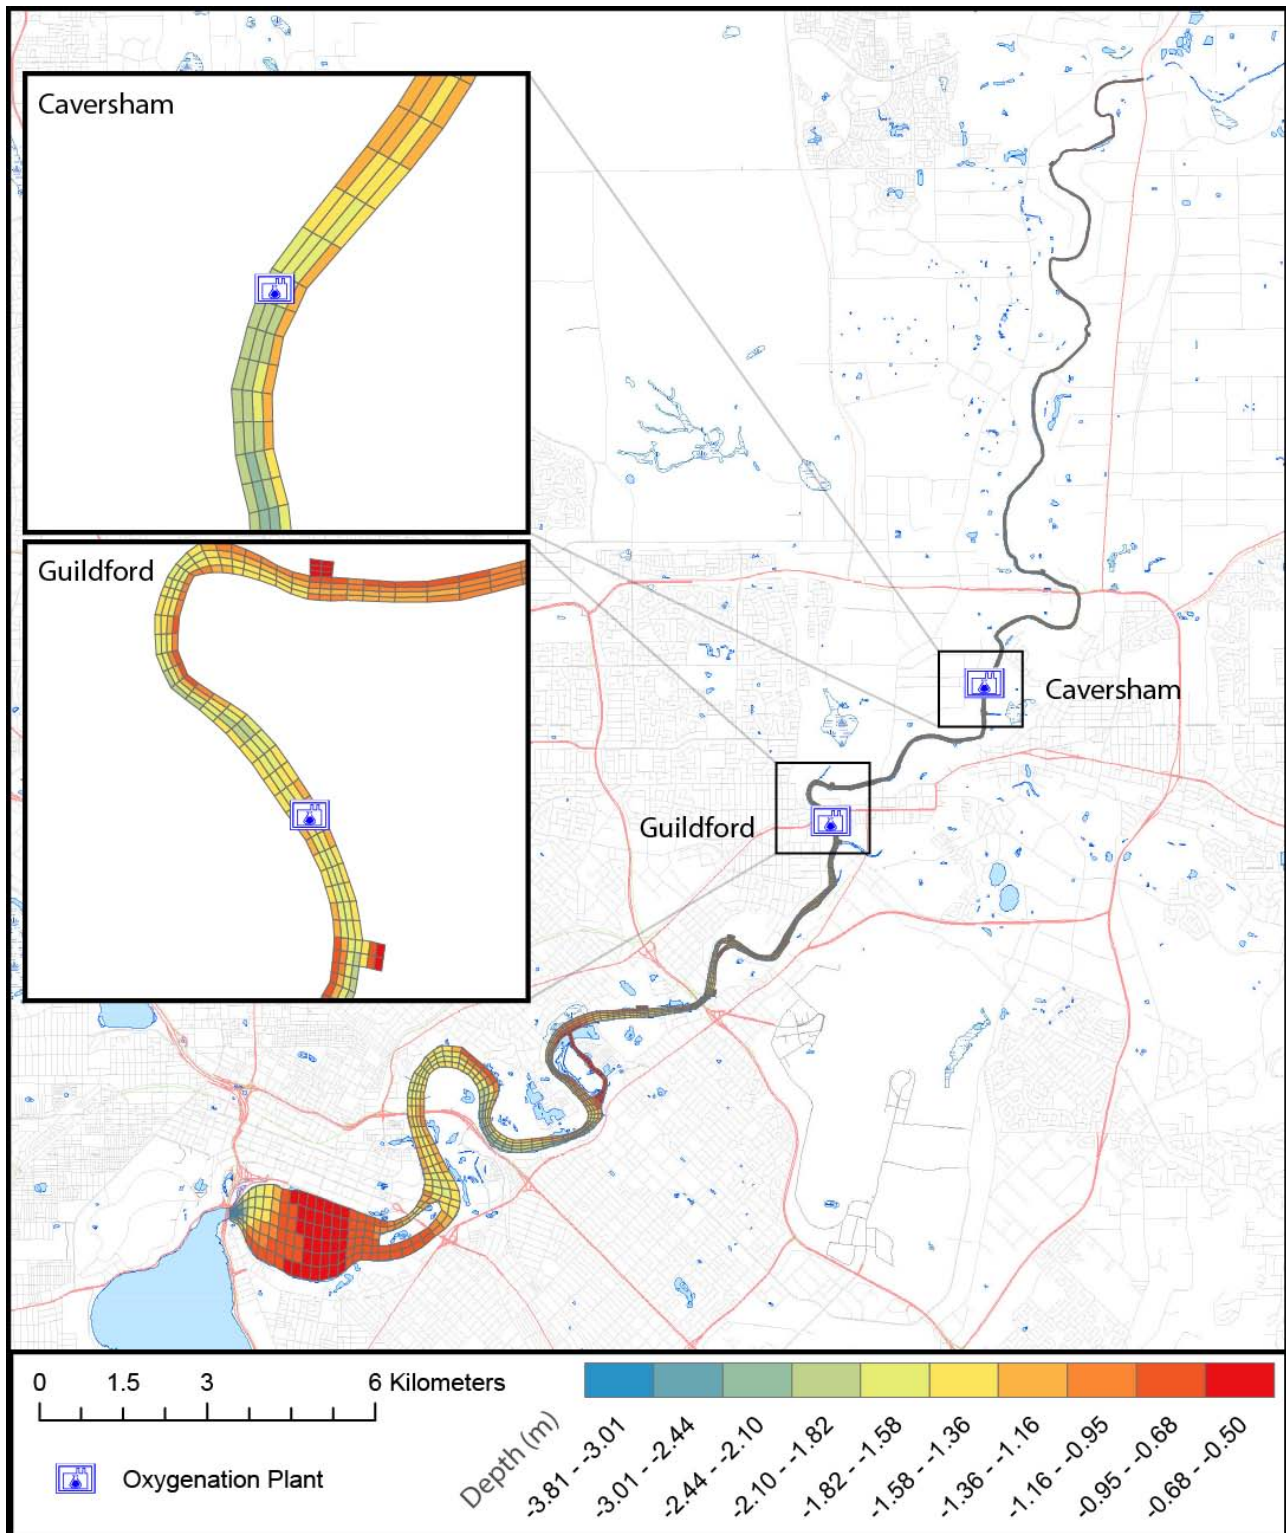 Caversham
Guildford
Caversham
Guildford
0 1.5 3 6 Kilometers
Oxygenation Plant
Depth (m)
-3.81 - -3.01
-3.01 - -2.44
-2.44 - -2.10
-2.10 - -1.82
-1.82 - -1.58
-1.58 - -1.36
-1.36 - -1.16
-1.16 - -0.95
-0.95 - -0.68
-0.68 - -0.50